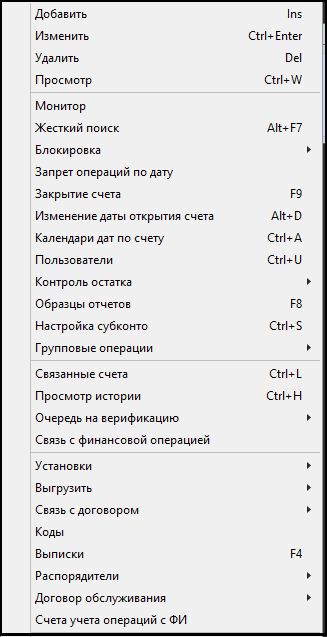 Добавить Ins
Изменить Ctrl+Enter
Удалить Del
Просмотр Ctrl+W
Монитор
Жесткий поиск Alt+F7
Блокировка
Запрет операций по дату
Закрытие счета F9
Изменение даты открытия счета Alt+D
Календари дат по счету Ctrl+A
Пользователи Ctrl+U
Контроль остатка
Образцы отчетов F8
Настройка субконто Ctrl+S
Групповые операции
Связанные счета Ctrl+L
Просмотр истории Ctrl+H
Очередь на верификацию
Связь с финансовой операцией
Установки
Выгрузить
Связь с договором
Коды
Выписки F4
Распорядители
Договор обслуживания
Счета учета операций с ФИ